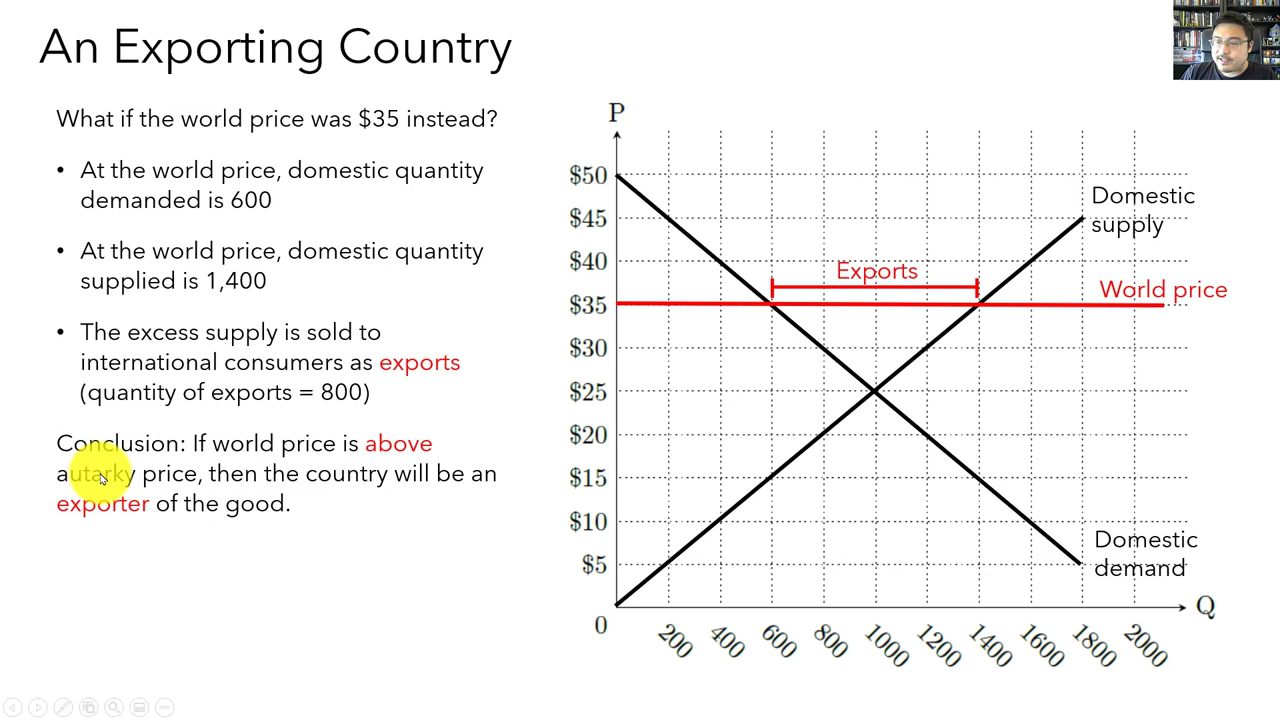 An Exporting Country
What if the world price was $35 instead?
• At the world price, domestic quantity
demanded is 600
• At the world price, domestic quantity
supplied is 1,400
• The excess supply is sold to
international consumers as exports
(quantity of exports = 800)
Conclusion: If world price is above
autarky price, then the country will be an
exporter of the good.
P
$50
$45
$40
$35
$30
$25
$20
$15
$10
$5
0
Domestic
supply
Exports
World price
Domestic
demand
Q
200
400
600
800
1000
1200
1400
1600
1800
2000